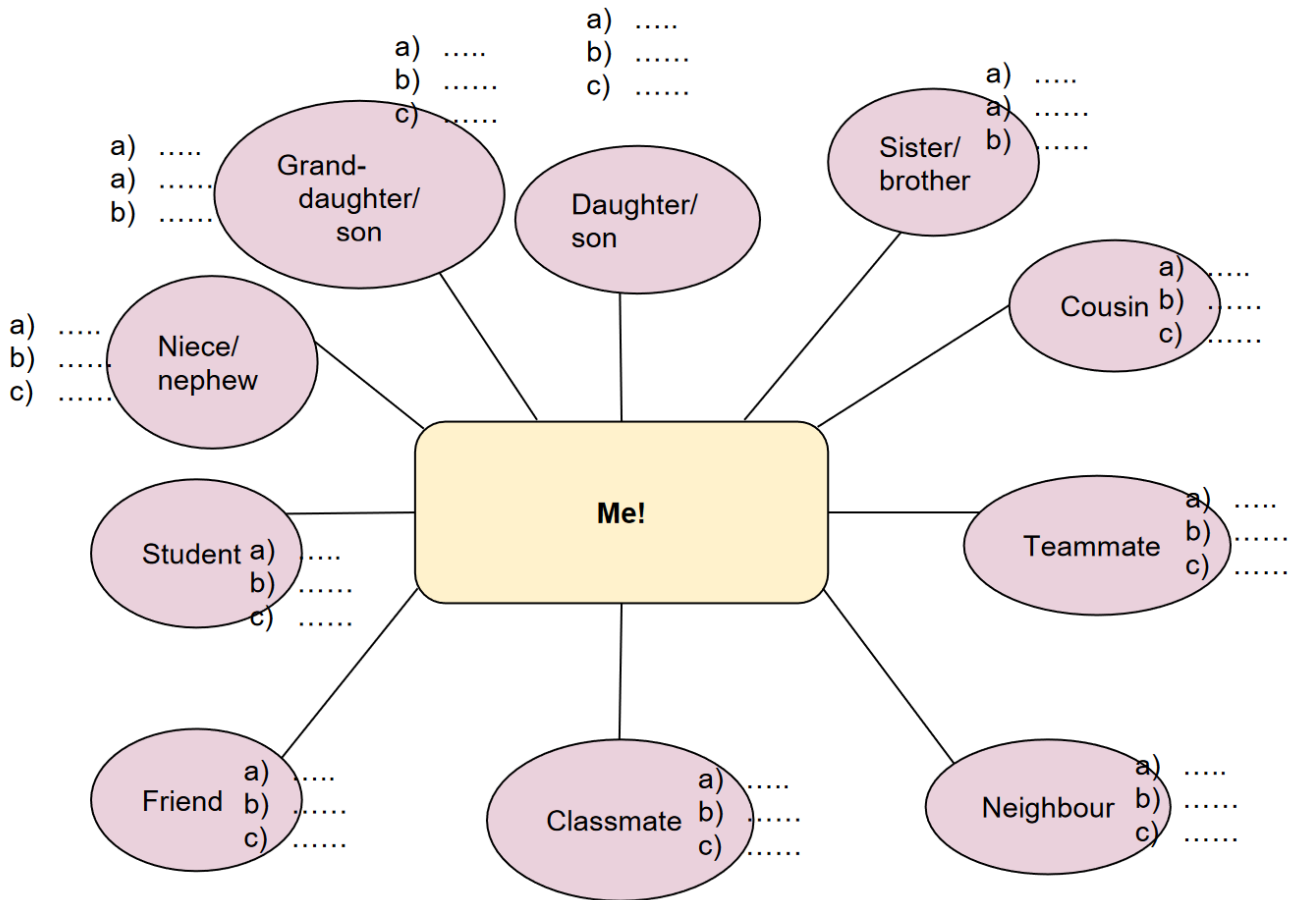 a) …..
b) ……
c) ……
a) …..
b) ……
c) ……
a) …..
a) ……
b) ……
Grand-
daughter/
son
Daughter/
son
a) …..
a) ……
b) ……
Sister/
brother
a) …..
b) ……
c) ……
Niece/
nephew
Cousin
a) …..
b) ……
c) ……
Me!
Student
a) …..
b) ……
c) ……
Teammate
a) …..
b) ……
c) ……
Friend
a) …..
b) ……
c) ……
Classmate
a) …..
b) ……
c) ……
Neighbour
a) …..
b) ……
c) ……